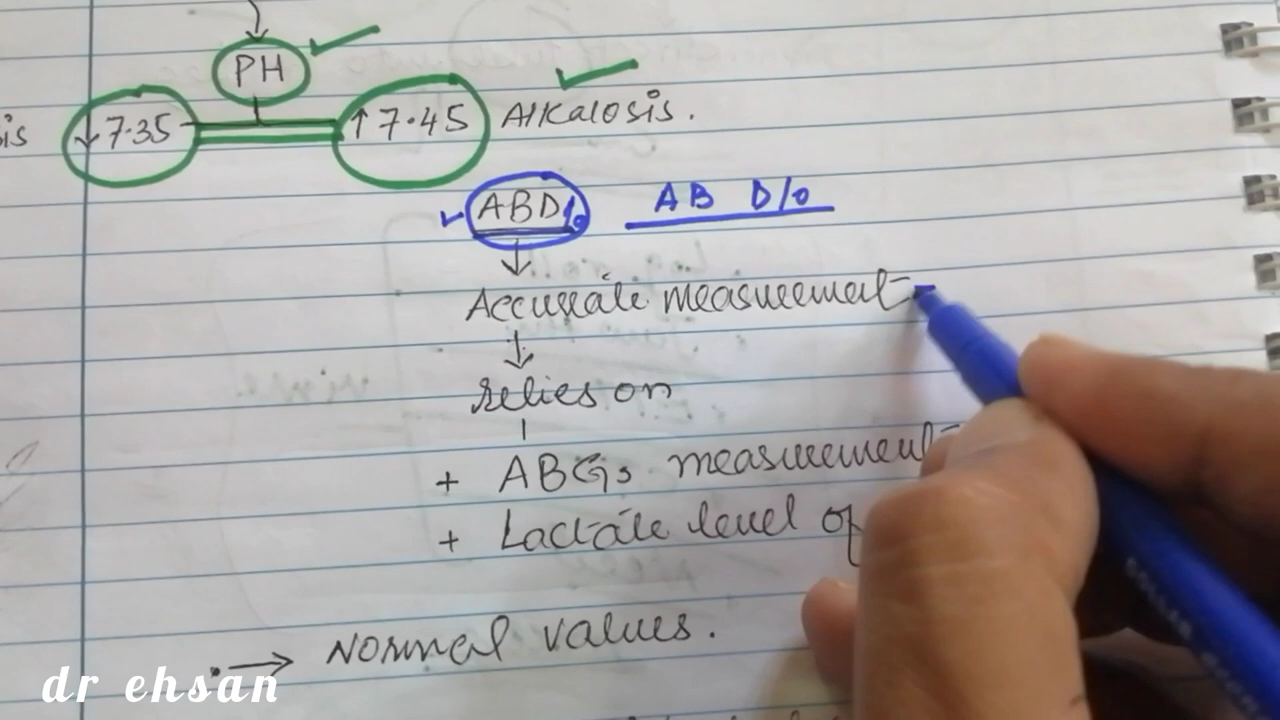 PH
↓ 7.35 ↑ 7.45 Alkalosis.
ABD/o AB D/o
Accurate measurement
relies on
+ ABGs measurement
+ Lactate level of
→ Normal values.
dr ehsan